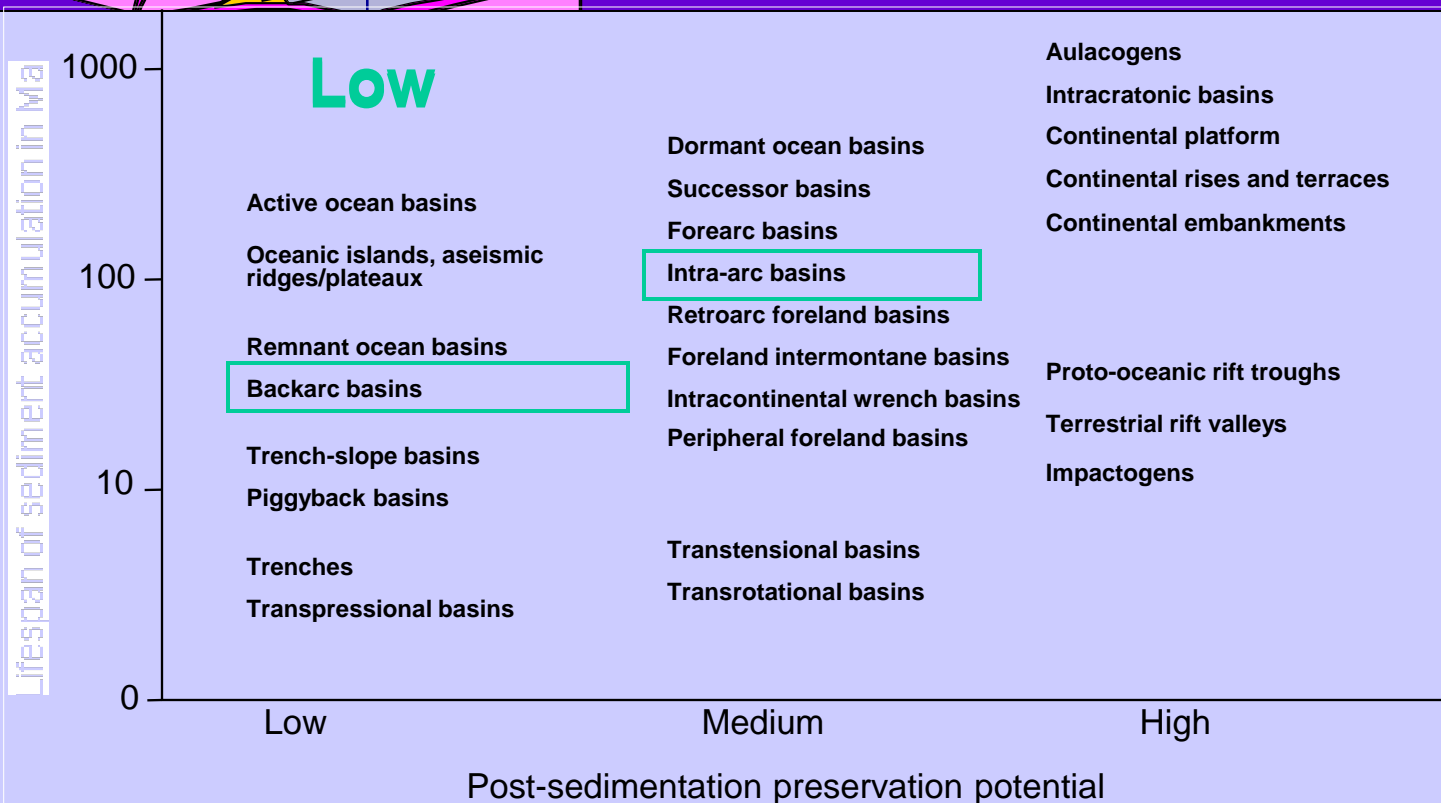 Lifespan of sediment accumulation in Ma
1000
100
10
0
Low
Active ocean basins
Oceanic islands, aseismic
ridges/plateaux
Remnant ocean basins
Backarc basins
Trench-slope basins
Piggyback basins
Trenches
Transpressional basins
Dormant ocean basins
Successor basins
Forearc basins
Intra-arc basins
Retroarc foreland basins
Foreland intermontane basins
Intracontinental wrench basins
Peripheral foreland basins
Transtensional basins
Transrotational basins
Aulacogens
Intracratonic basins
Continental platform
Continental rises and terraces
Continental embankments
Proto-oceanic rift troughs
Terrestrial rift valleys
Impactogens
Low
Medium
High
Post-sedimentation preservation potential